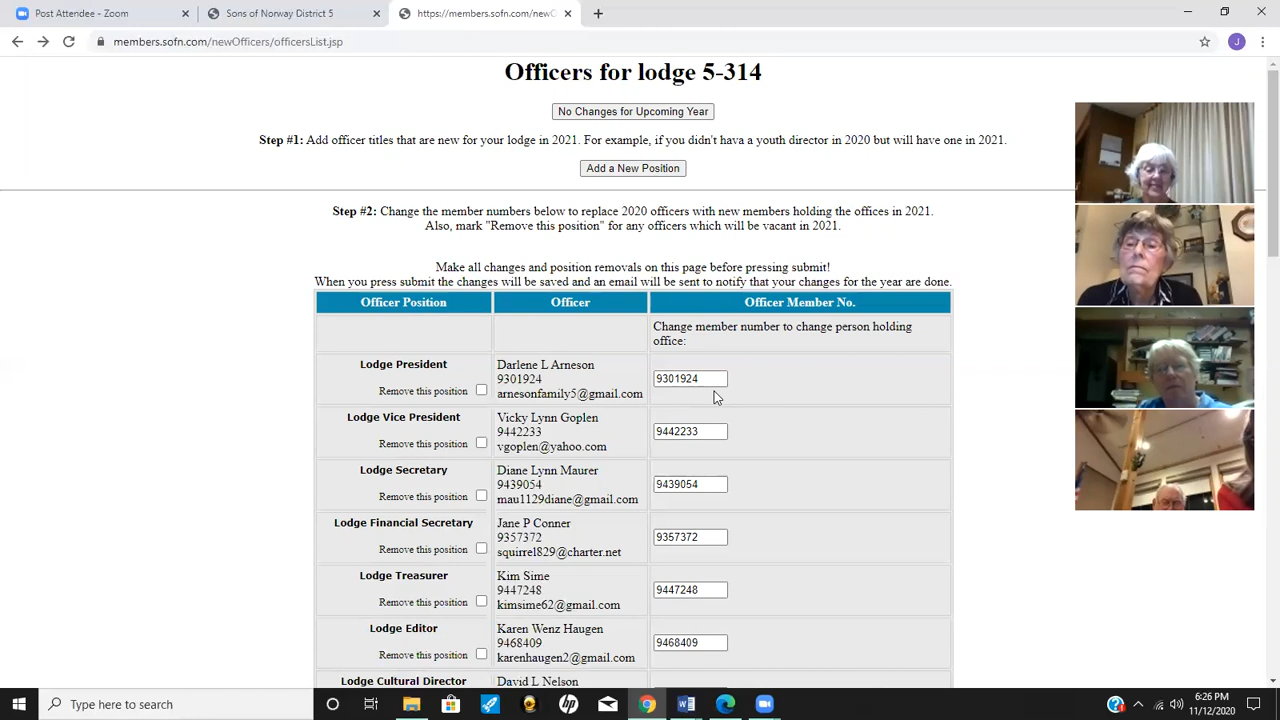 Post Attendee - Zoom
Sons of Norway District 5
https://members.sofn.com/newO
members.sofn.com/newOfficers/officersList.jsp
J
Officers for lodge 5-314
No Changes for Upcoming Year
Step #1: Add officer titles that are new for your lodge in 2021. For example, if you didn't hava a youth director in 2020 but will have one in 2021.
Add a New Position
Step #2: Change the member numbers below to replace 2020 officers with new members holding the offices in 2021.
Also, mark "Remove this position" for any officers which will be vacant in 2021.
Make all changes and position removals on this page before pressing submit!
When you press submit the changes will be saved and an email will be sent to notify that your changes for the year are done.
Officer Position Officer Officer Member No.
Change member number to change person holding
office:
Lodge President Darlene L Arneson
9301924 9301924
Remove this position arnesonfamily5@gmail.com
Lodge Vice President Vicky Lynn Goplen
9442233 9442233
Remove this position vgoplen@yahoo.com
Lodge Secretary Diane Lynn Maurer
9439054 9439054
Remove this position mau1129diane@gmail.com
Lodge Financial Secretary Jane P Conner
9357372 9357372
Remove this position squirrel829@charter.net
Lodge Treasurer Kim Sime
9447248 9447248
Remove this position kimsime62@gmail.com
Lodge Editor Karen Wenz Haugen
9468409 9468409
Remove this position karenhaugen2@gmail.com
Lodge Cultural Director David L Nelson
Type here to search
6:26 PM
11/12/2020